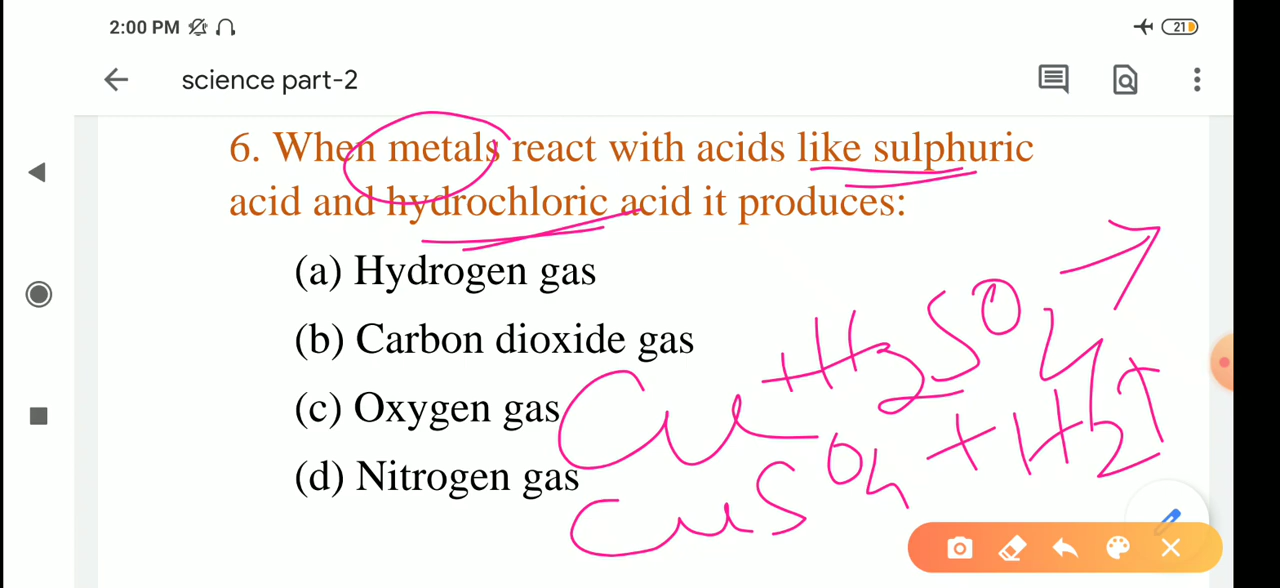 2:00 PM
21
science part-2
6. When metals react with acids like sulphuric
acid and hydrochloric acid it produces:
(a) Hydrogen gas
(b) Carbon dioxide gas
(c) Oxygen gas
(d) Nitrogen gas
Cu + H2SO4 →
CuSO4 + H2↑